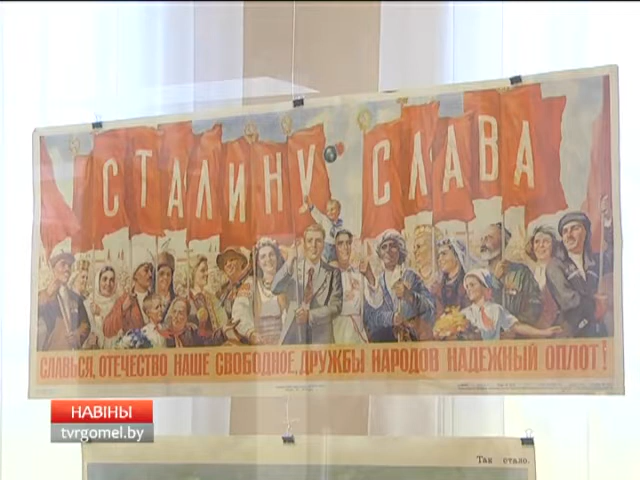 СТАЛИНУ СЛАВА
СЛАВЬСЯ, ОТЕЧЕСТВО НАШЕ СВОБОДНОЕ, ДРУЖБЫ НАРОДОВ НАДЕЖНЫЙ ОПЛОТ!
НАВІНЫ
tvrgomel.by
Так стало.